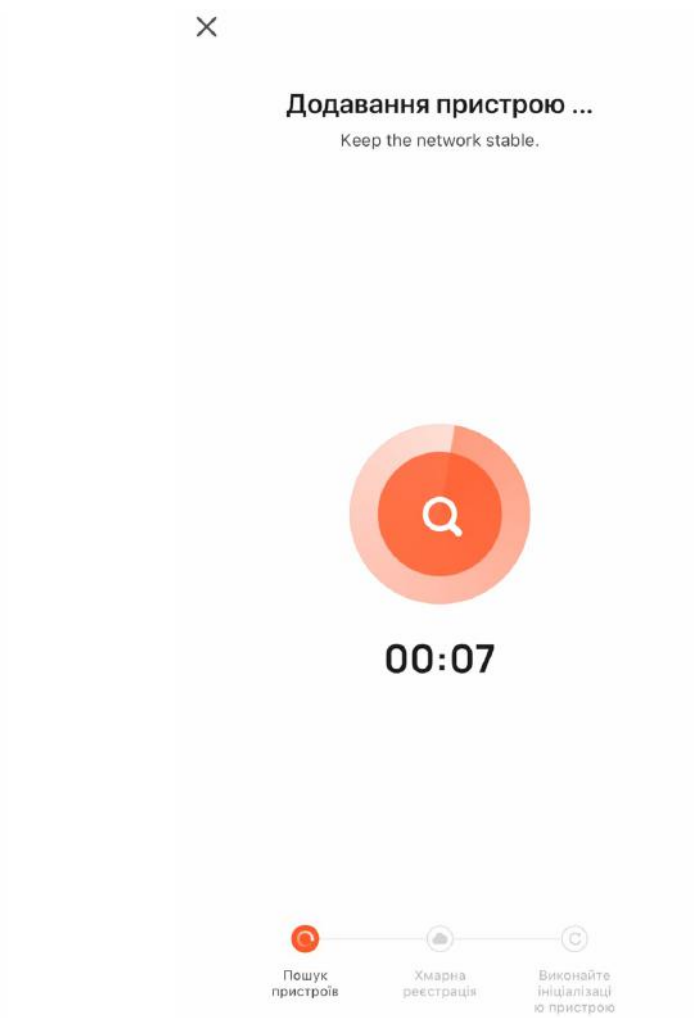 Додавання пристрою ...
Keep the network stable.
00:07
Пошук
пристроїв
Хмарна
реєстрація
Виконайте
ініціалізаці
ю пристрою